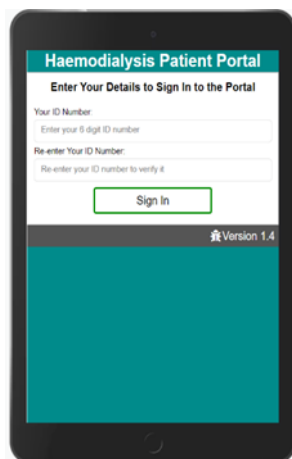 Haemodialysis Patient Portal
Enter Your Details to Sign In to the Portal
Your ID Number:
Enter your 6 digit ID number
Re-enter Your ID Number:
Re-enter your ID number to verify it
Sign In
Version 1.4